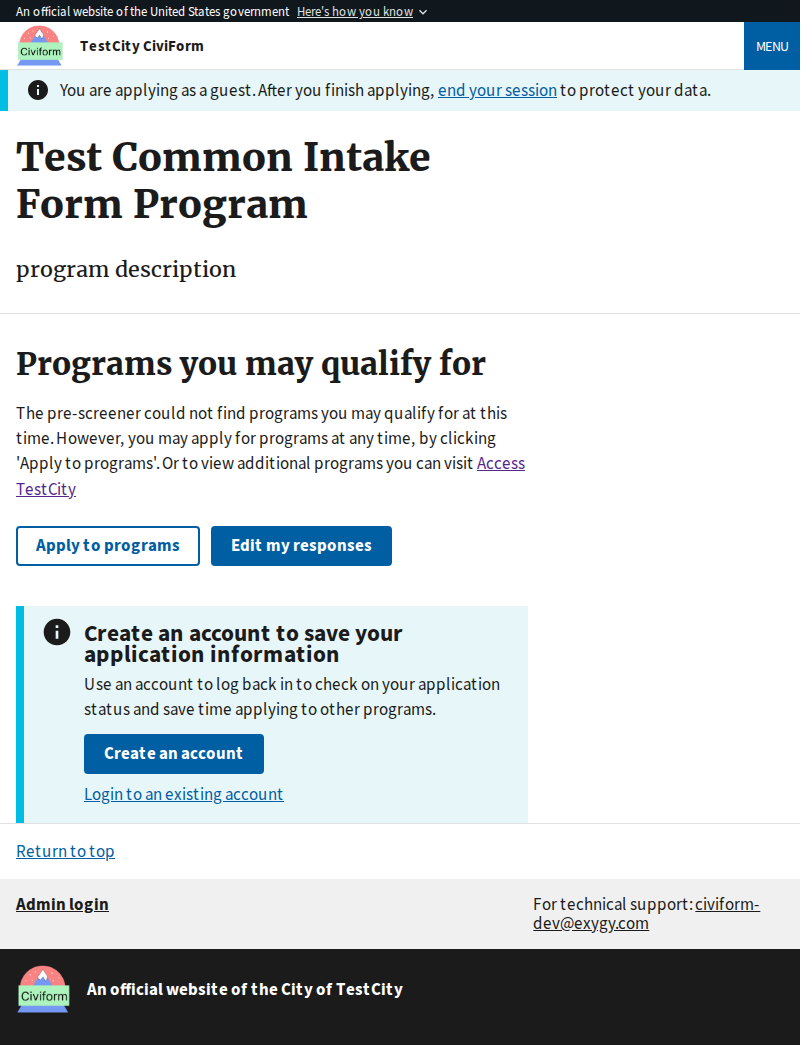 An official website of the United States government Here's how you know
Civiform
TestCity CiviForm
MENU
You are applying as a guest. After you finish applying, end your session to protect your data.
Test Common Intake
Form Program
program description
Programs you may qualify for
The pre-screener could not find programs you may qualify for at this
time. However, you may apply for programs at any time, by clicking
'Apply to programs'. Or to view additional programs you can visit Access
TestCity
Apply to programs
Edit my responses
Create an account to save your
application information
Use an account to log back in to check on your application
status and save time applying to other programs.
Create an account
Login to an existing account
Return to top
Admin login
For technical support: civiform-
dev@exygy.com
Civiform
An official website of the City of TestCity